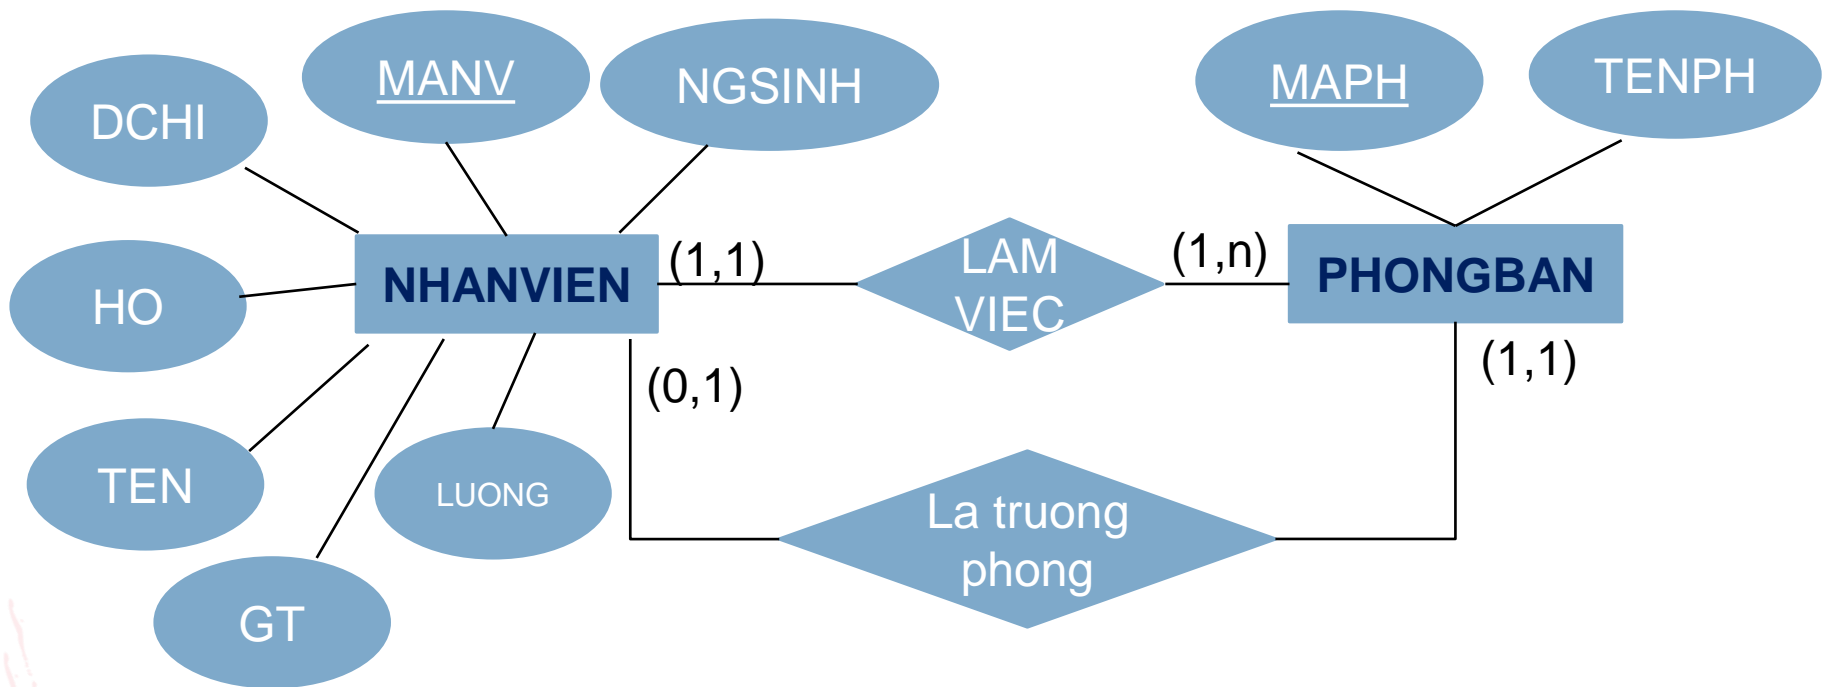 MANV
NGSINH
MAPH
TENPH
DCHI
NHANVIEN
(1,1)
LAM
VIEC
(1,n)
PHONGBAN
HO
(0,1)
(1,1)
TEN
LUONG
La truong
phong
GT